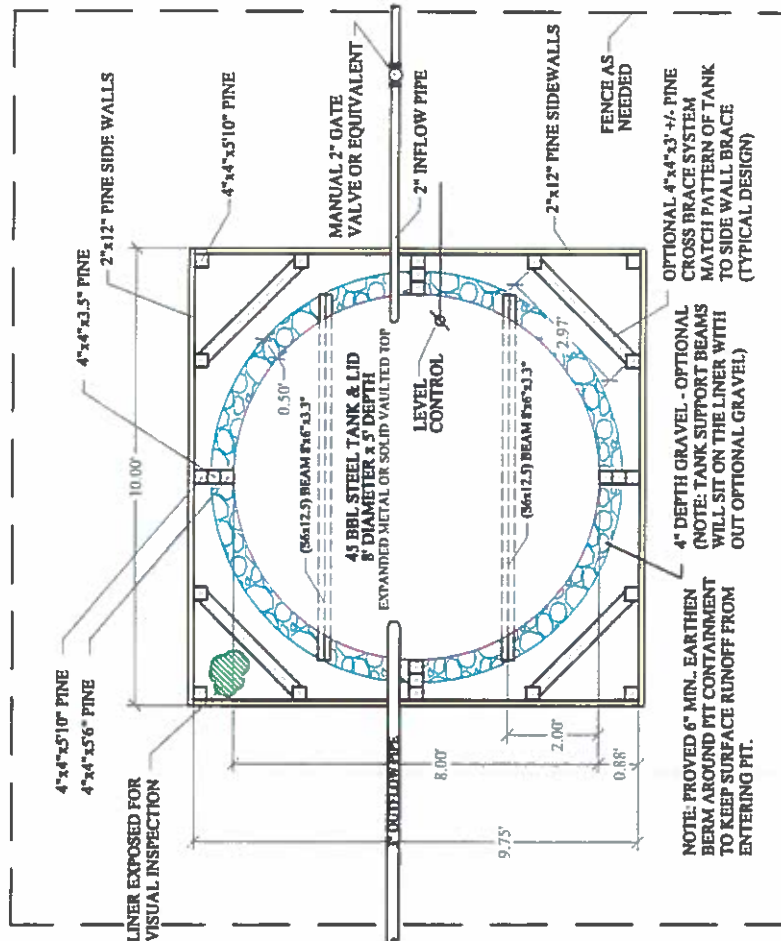 4"x4"x3.5" PINE
2"x12" PINE SIDE WALLS
4"x4"x5'10" PINE
4"x4"x5'10" PINE
4"x4"x5'6" PINE
LINER EXPOSED FOR
VISUAL INSPECTION
10.00'
MANUAL 2" GATE
VALVE OR EQUIVALENT
2" INFLOW PIPE
0.50'
(S6x12.5) BEAM 8'x6"x3.3"
45 BBL STEEL TANK & LID
8' DIAMETER x 5' DEPTH
EXPANDED METAL OR SOLID VAULTED TOP
LEVEL
CONTROL
(S6x12.5) BEAM 8'x6"x3.3"
2.97'
OUTFLOW PIPE
8.00'
2.00'
0.88'
9.75'
2"x12" PINE SIDEWALLS
FENCE AS
NEEDED
OPTIONAL 4"x4"x3' +/- PINE
CROSS BRACE SYSTEM
MATCH PATTERN OF TANK
TO SIDE WALL BRACE
(TYPICAL DESIGN)
4" DEPTH GRAVEL - OPTIONAL
(NOTE: TANK SUPPORT BEAMS
WILL SIT ON THE LINER WITH
OUT OPTIONAL GRAVEL)
NOTE: PROVED 6" MIN., EARTHEN
BERM AROUND PIT CONTAINMENT
TO KEEP SURFACE RUNOFF FROM
ENTERING PIT.